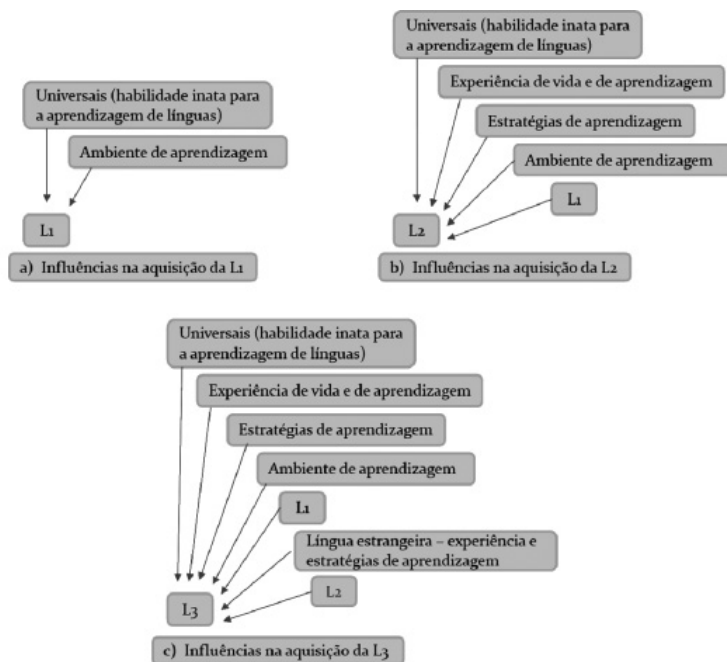 Universais (habilidade inata para
a aprendizagem de línguas)
Ambiente de aprendizagem
L1
a) Influências na aquisição da L1
Universais (habilidade inata para
a aprendizagem de línguas)
Experiência de vida e de aprendizagem
Estratégias de aprendizagem
Ambiente de aprendizagem
L1
L2
b) Influências na aquisição da L2
Universais (habilidade inata para
a aprendizagem de línguas)
Experiência de vida e de aprendizagem
Estratégias de aprendizagem
Ambiente de aprendizagem
L1
Língua estrangeira – experiência e
estratégias de aprendizagem
L2
L3
c) Influências na aquisição da L3